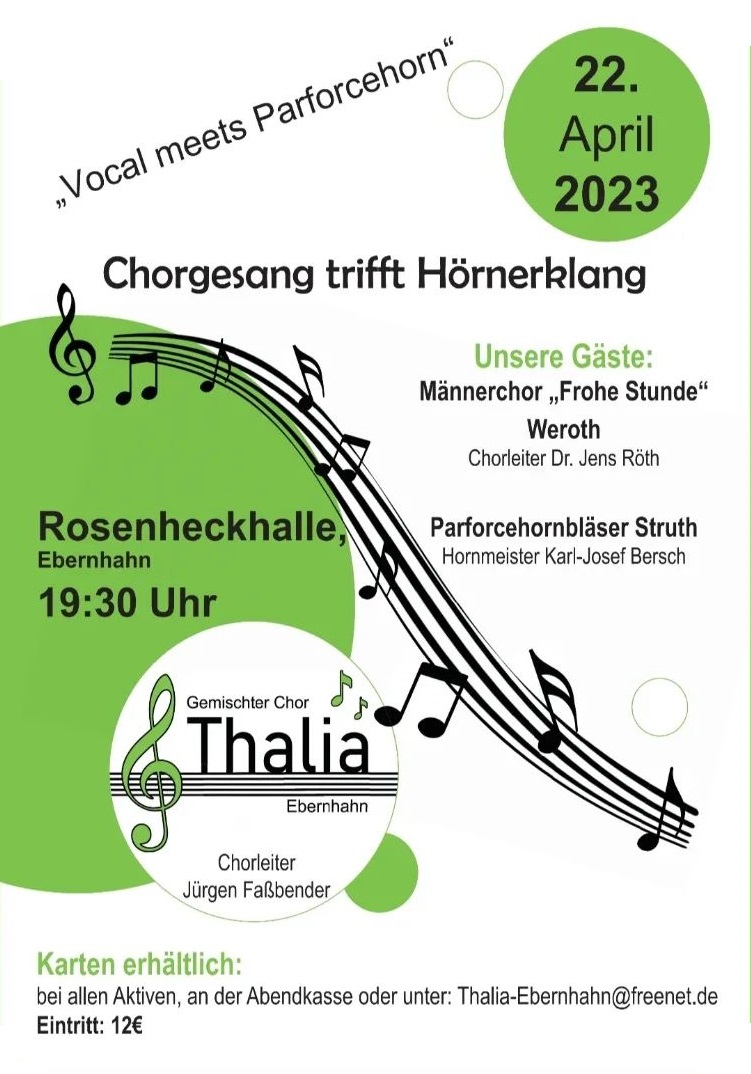 „Vocal meets Parforcehorn“
22.
April
2023
Chorgesang trifft Hörnerklang
Unsere Gäste:
Männerchor „Frohe Stunde“
Weroth
Chorleiter Dr. Jens Röth
Parforcehornbläser Struth
Hornmeister Karl-Josef Bersch
Rosenheckhalle,
Ebernhahn
19:30 Uhr
Gemischter Chor
Thalia
Ebernhahn
Chorleiter
Jürgen Faßbender
Karten erhältlich:
bei allen Aktiven, an der Abendkasse oder unter: Thalia-Ebernhahn@freenet.de
Eintritt: 12€